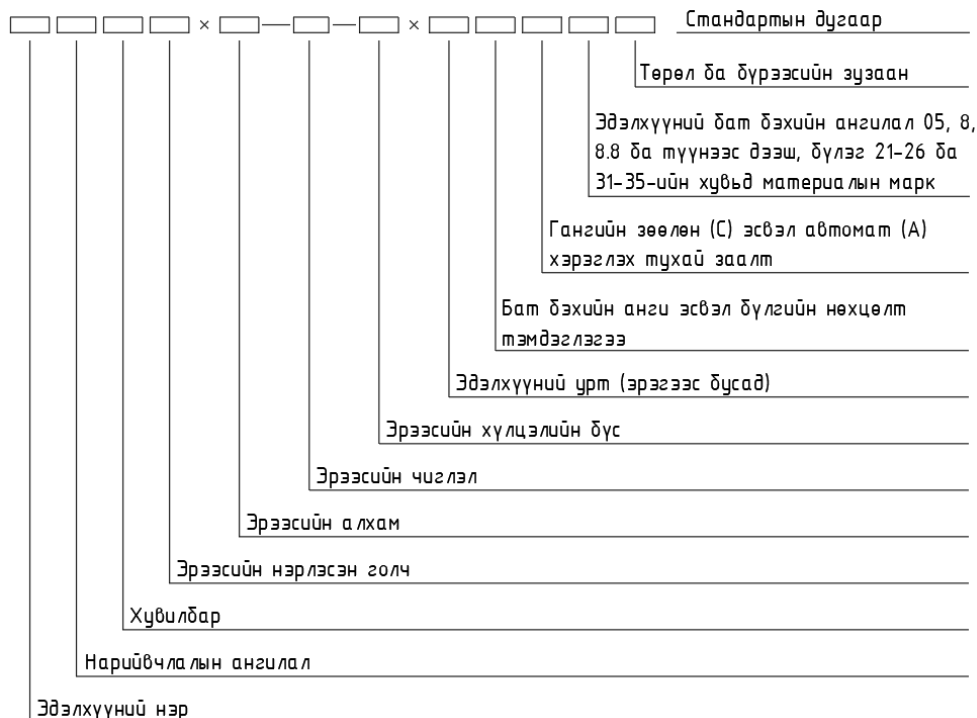 × — — × Стандартын дугаар
Төрөл ба бүрээсийн зузаан
Эдэлхүүний бат бэхийн ангилал 05, 8,
8.8 ба түүнээс дээш, бүлэг 21-26 ба
31-35-ийн хувьд материалын марк
Гангийн зөөлөн (С) эсвэл автомат (А)
хэрэглэх тухай заалт
Бат бэхийн анги эсвэл бүлгийн нөхцөлт
тэмдэглэгээ
Эдэлхүүний урт (эрэгээс бусад)
Эрээсийн хүлцэлийн бүс
Эрээсийн чиглэл
Эрээсийн алхам
Эрээсийн нэрлэсэн голч
Хувилбар
Нарийвчлалын ангилал
Эдэлхүүний нэр